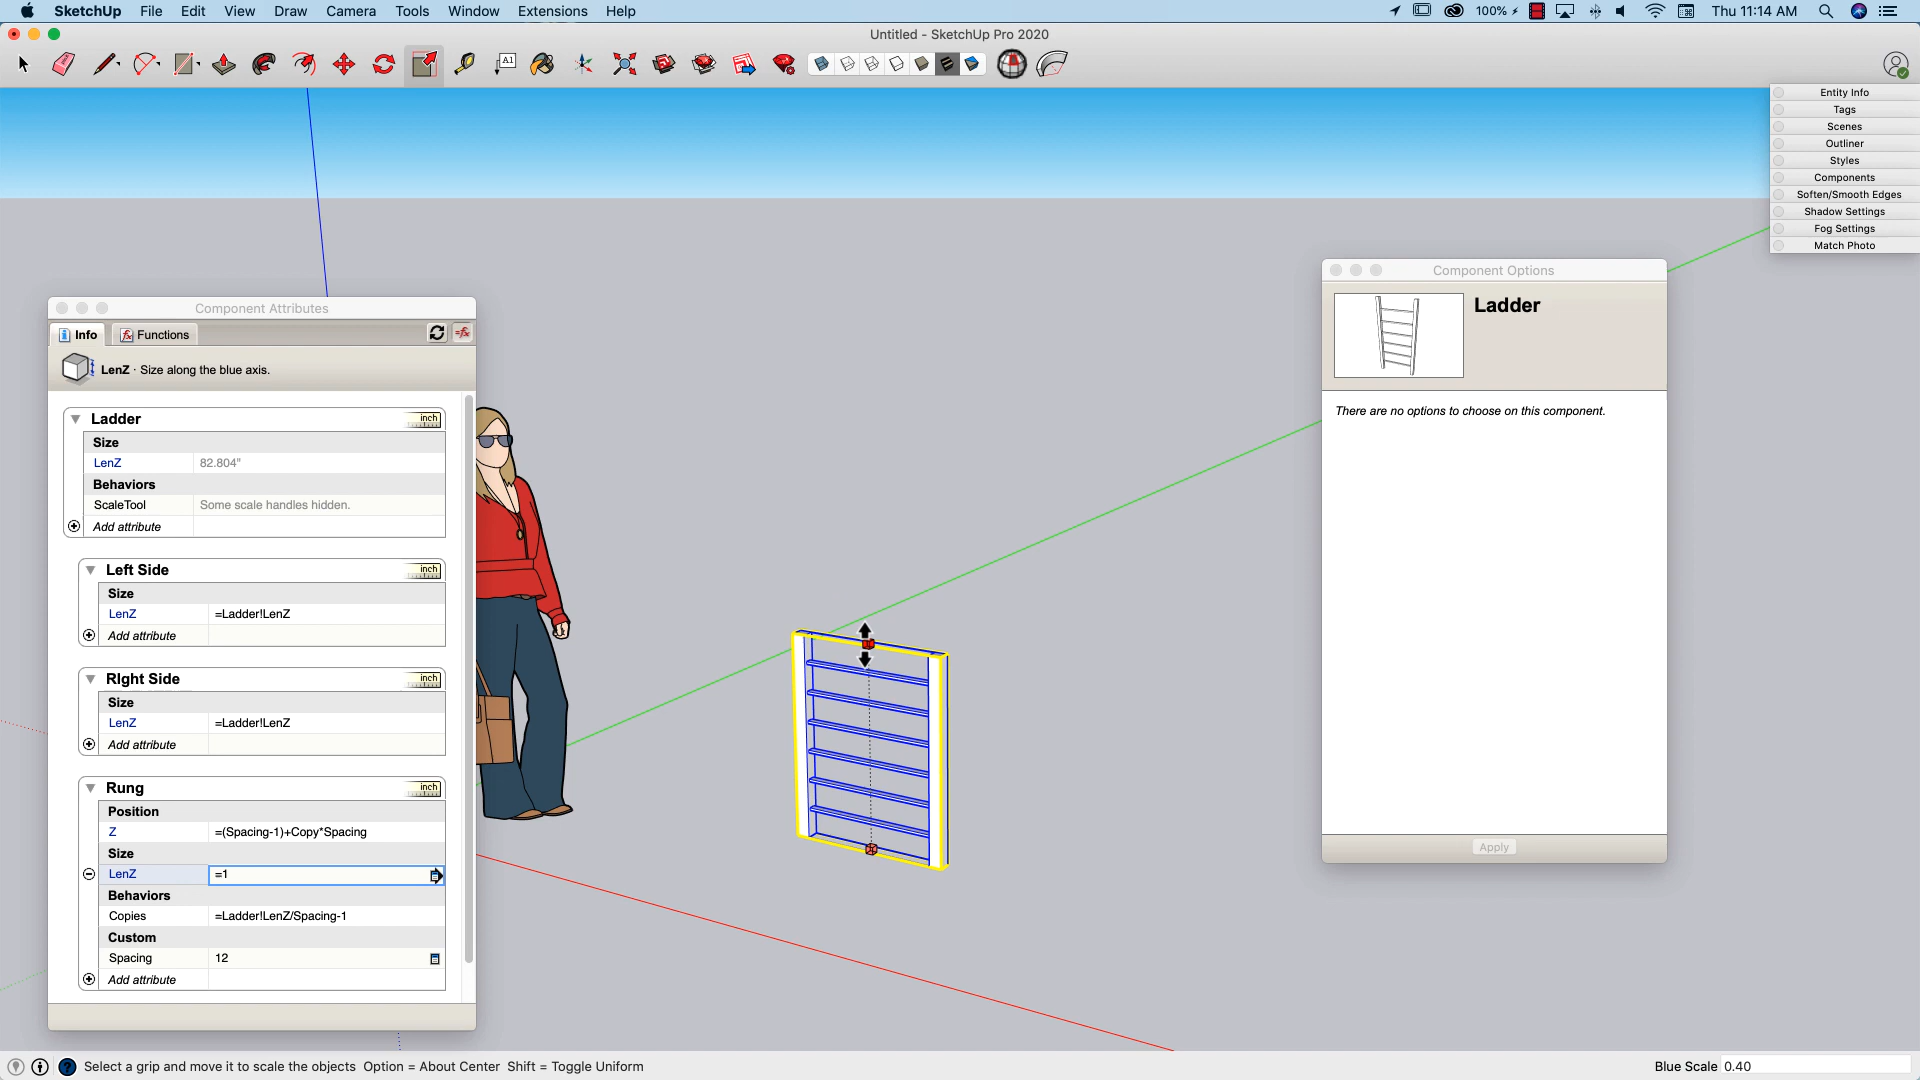 SketchUp File Edit View Draw Camera Tools Window Extensions Help 100% Thu 11:14 AM
Untitled - SketchUp Pro 2020
A1
Entity Info
Tags
Scenes
Outliner
Styles
Components
Soften/Smooth Edges
Shadow Settings
Fog Settings
Match Photo
Component Attributes
Info Functions =fx
LenZ · Size along the blue axis.
Ladder inch
Size
LenZ 82.804"
Behaviors
ScaleTool Some scale handles hidden.
Add attribute
Left Side inch
Size
LenZ =Ladder!LenZ
Add attribute
RIght Side inch
Size
LenZ =Ladder!LenZ
Add attribute
Rung inch
Position
Z =(Spacing-1)+Copy*Spacing
Size
LenZ =1
Behaviors
Copies =Ladder!LenZ/Spacing-1
Custom
Spacing 12
Add attribute
Component Options
Ladder
There are no options to choose on this component.
Apply
Select a grip and move it to scale the objects Option = About Center Shift = Toggle Uniform
Blue Scale 0.40